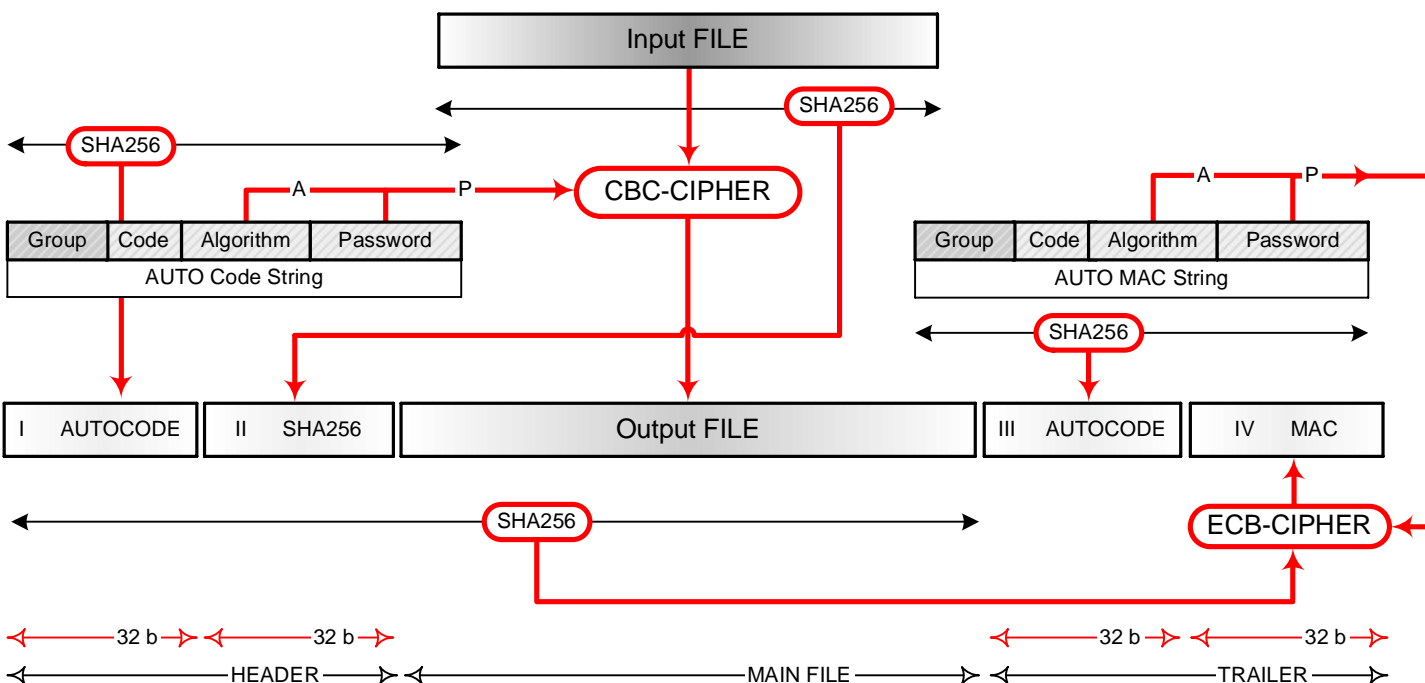 Input FILE
SHA256
SHA256
A P
CBC-CIPHER
A P
Group Code Algorithm Password
AUTO Code String
Group Code Algorithm Password
AUTO MAC String
SHA256
I AUTOCODE
II SHA256
Output FILE
III AUTOCODE
IV MAC
SHA256
ECB-CIPHER
32 b 32 b 32 b 32 b
HEADER MAIN FILE TRAILER